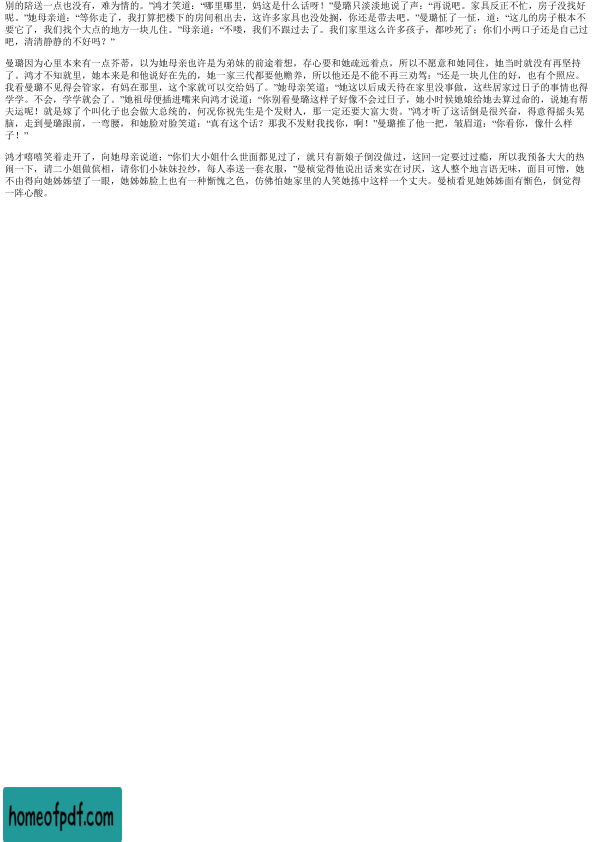 别的陪送一点也没有，难为情的。”鸿才笑道：“哪里哪里，妈这是什么话呀！”曼璐只淡淡地说了声：“再说吧。家具反正不忙，房子没找好
呢。”她母亲道：“等你走了，我打算把楼下的房间租出去，这许多家具也没处搁，你还是带去吧。”曼璐怔了一怔，道：“这儿的房子根本不
要它了，我们找个大点的地方一块儿住。”母亲道：“不喽，我们不跟过去了。我们家里这么许多孩子，都吵死了；你们小两口子还是自己过
吧，清清静静的不好吗？”
曼璐因为心里本来有一点芥蒂，以为她母亲也许是为弟妹的前途着想，存心要和她疏远着点，所以不愿意和她同住，她当时就没有再坚持
了。鸿才不知就里，她本来是和他说好在先的，她一家三代都要他赡养，所以他还是不能不再三劝驾：“还是一块儿住的好，也有个照应。
我看曼璐不见得会管家，有妈在那里，这个家就可以交给妈了。”她母亲笑道：“她这以后成天待在家里没事做，这些居家过日子的事情也得
学学。不会，学学就会了。”她祖母便插进嘴来向鸿才说道：“你别看曼璐这样子好像不会过日子，她小时候她娘给她去算过命的，说她有帮
夫运呢！就是嫁了个叫化子也会做大总统的，何况你祝先生是个发财人，那一定还要大富大贵。”鸿才听了这话倒是很兴奋，得意得摇头晃
脑，走到曼璐跟前，一弯腰，和她脸对脸笑道：“真有这个话？那我不发财我找你，啊！”曼璐推了他一把，皱眉道：“你看你，像什么样
子！”
鸿才嘻嘻笑着走开了，向她母亲说道：“你们大小姐什么世面都见过了，就只有新娘子倒没做过，这回一定要过过瘾，所以我预备大大的热
闹一下，请二小姐做傧相，请你们小妹妹拉纱，每人奉送一套衣服，”曼桢觉得他说出话来实在讨厌，这人整个地言语无味，面目可憎，她
不由得向她姊姊望了一眼，她姊姊脸上也有一种惭愧之色，仿佛怕她家里的人笑她拣中这样一个丈夫。曼桢看见她姊姊面有惭色，倒觉得
一阵心酸。
homeofpdf.com